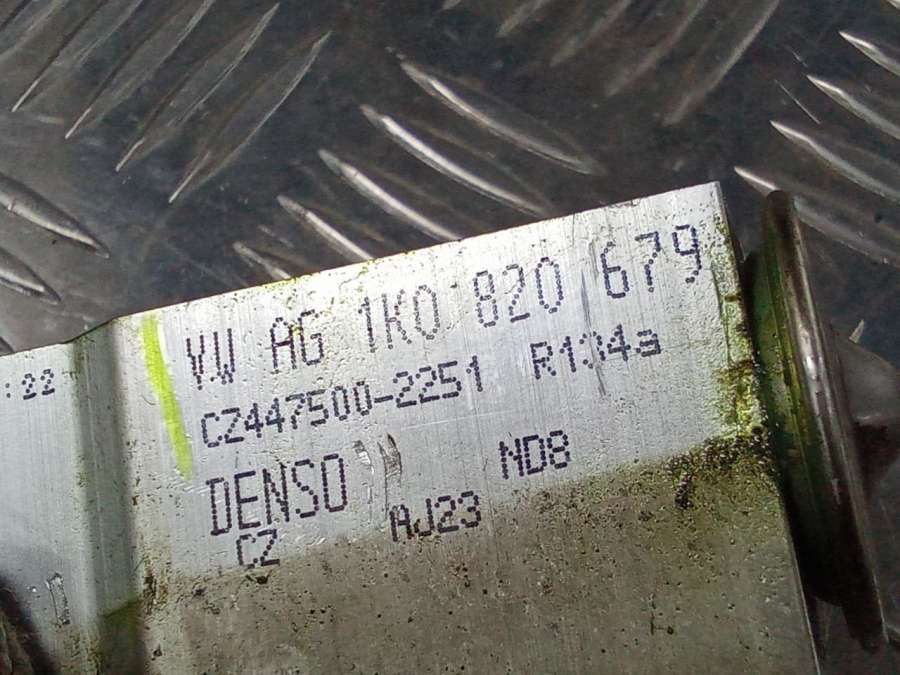 VW AG 1K0 820 679
CZ447500-2251 R134a
:22
DENSO ND8
CZ AJ23